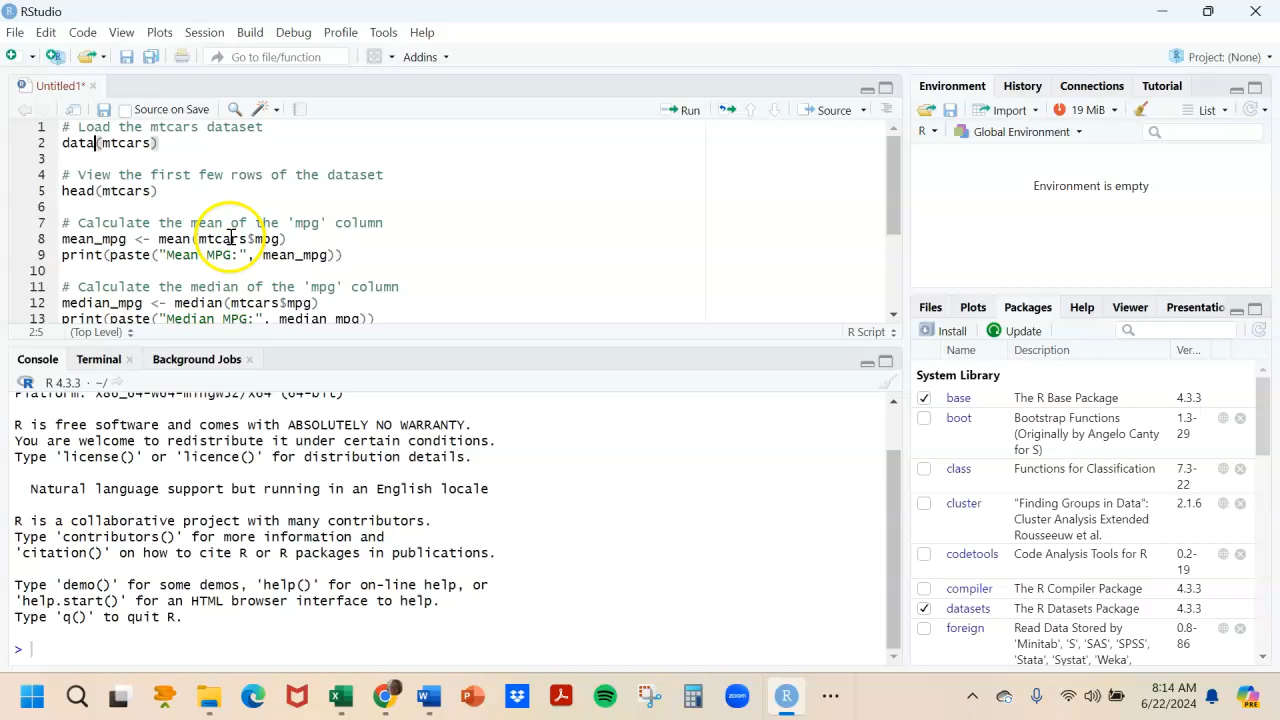 RStudio
File Edit Code View Plots Session Build Debug Profile Tools Help
Go to file/function Addins Project: (None)
Untitled1*
Source on Save Run Source
1 # Load the mtcars dataset
2 data(mtcars)
3
4 # View the first few rows of the dataset
5 head(mtcars)
6
7 # Calculate the mean of the 'mpg' column
8 mean_mpg <- mean(mtcars$mpg)
9 print(paste("Mean MPG:", mean_mpg))
10
11 # Calculate the median of the 'mpg' column
12 median_mpg <- median(mtcars$mpg)
13 print(paste("Median MPG:", median_mpg))
2:5 (Top Level) R Script
Console Terminal Background Jobs
R 4.3.3 · ~/
Platform: x86_64-w64-mingw32/x64 (64-bit)
R is free software and comes with ABSOLUTELY NO WARRANTY.
You are welcome to redistribute it under certain conditions.
Type 'license()' or 'licence()' for distribution details.
Natural language support but running in an English locale
R is a collaborative project with many contributors.
Type 'contributors()' for more information and
'citation()' on how to cite R or R packages in publications.
Type 'demo()' for some demos, 'help()' for on-line help, or
'help.start()' for an HTML browser interface to help.
Type 'q()' to quit R.
>
Environment History Connections Tutorial
Import 19 MiB List
R Global Environment
Environment is empty
Files Plots Packages Help Viewer Presentatio
Install Update
Name Description Ver...
System Library
base The R Base Package 4.3.3
boot Bootstrap Functions 1.3-
(Originally by Angelo Canty 29
for S)
class Functions for Classification 7.3-
22
cluster "Finding Groups in Data": 2.1.6
Cluster Analysis Extended
Rousseeuw et al.
codetools Code Analysis Tools for R 0.2-
19
compiler The R Compiler Package 4.3.3
datasets The R Datasets Package 4.3.3
foreign Read Data Stored by 0.8-
'Minitab', 'S', 'SAS', 'SPSS', 86
'Stata', 'Systat', 'Weka',
zoom
8:14 AM
6/22/2024
PRE